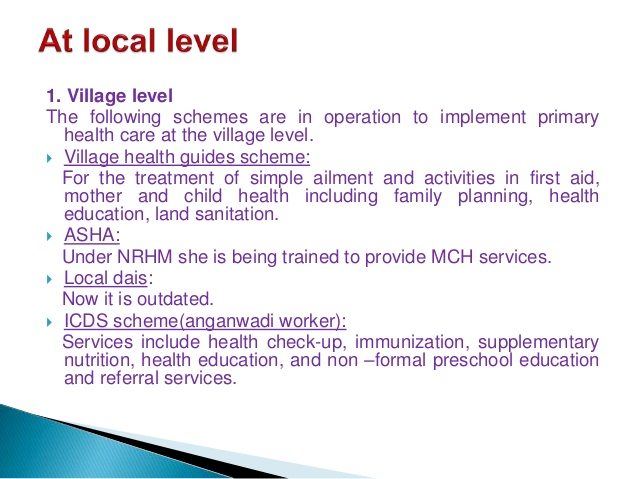 At local level
1. Village level
The following schemes are in operation to implement primary
health care at the village level.
Village health guides scheme:
For the treatment of simple ailment and activities in first aid,
mother and child health including family planning, health
education, land sanitation.
ASHA:
Under NRHM she is being trained to provide MCH services.
Local dais:
Now it is outdated.
ICDS scheme(anganwadi worker):
Services include health check-up, immunization, supplementary
nutrition, health education, and non –formal preschool education
and referral services.